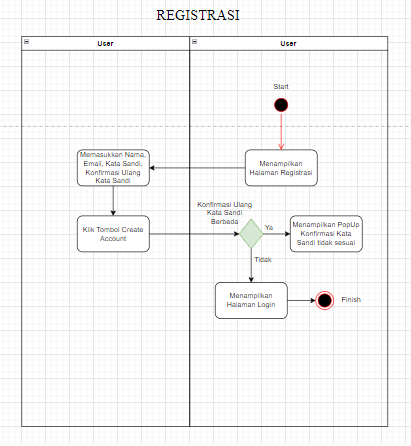 REGISTRASI
User
User
Start
Menampilkan
Halaman Registrasi
Memasukkan Nama,
Email, Kata Sandi,
Konfirmasi Ulang
Kata Sandi
Klik Tombol Create
Account
Konfirmasi Ulang
Kata Sandi
Berbeda
Ya
Menampilkan PopUp
Konfirmasi Kata
Sandi tidak sesuai
Tidak
Menampilkan
Halaman Login
Finish